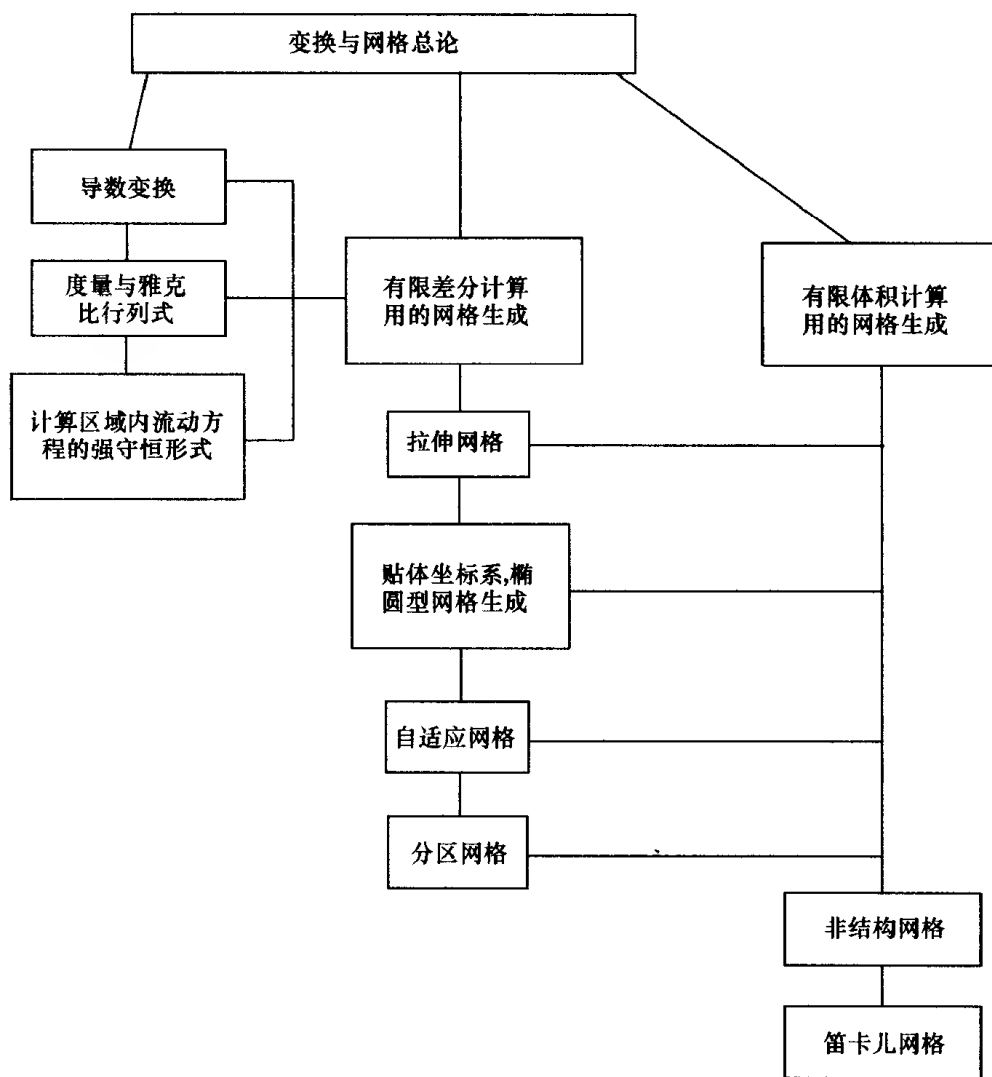 变换与网格总论
导数变换
度量与雅克
比行列式
计算区域内流动方
程的强守恒形式
有限差分计算
用的网格生成
有限体积计算
用的网格生成
拉伸网格
贴体坐标系,椭
圆型网格生成
自适应网格
分区网格
非结构网格
笛卡儿网格